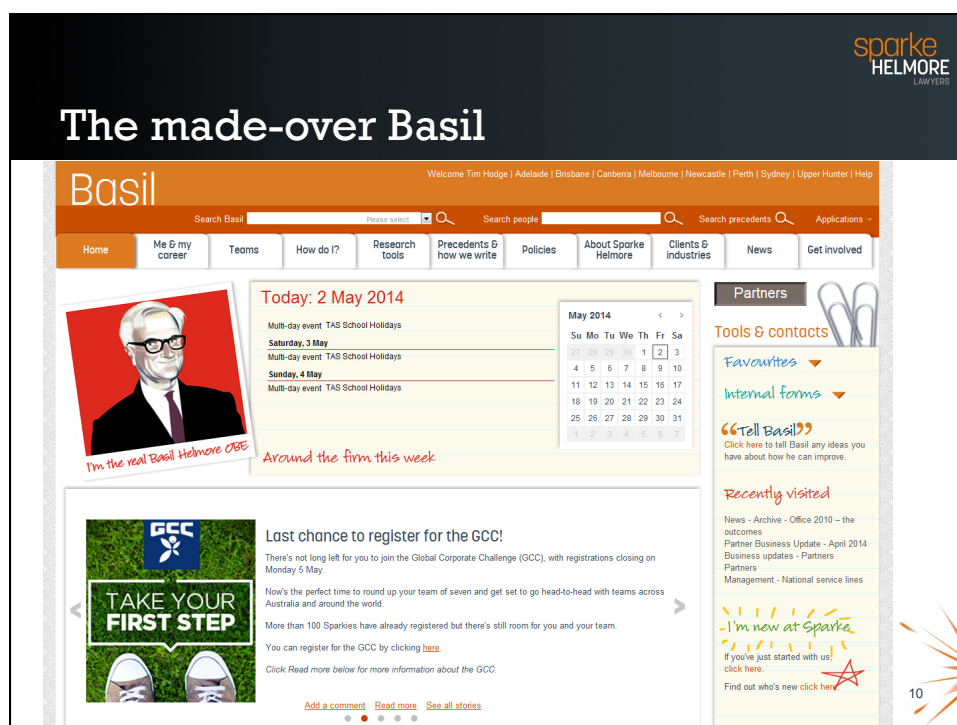 sparke
HELMORE
LAWYERS
The made-over Basil
Basil
Welcome Tim Hodge | Adelaide | Brisbane | Canberra | Melbourne | Newcastle | Perth | Sydney | Upper Hunter | Help
Search Basil Please select Search people Search precedents Applications
Home
Me & my career
Teams
How do I?
Research tools
Precedents & how we write
Policies
About Sparke Helmore
Clients & industries
News
Get involved
I'm the real Basil Helmore OBE
Today: 2 May 2014
Multi-day event TAS School Holidays
Saturday, 3 May
Multi-day event TAS School Holidays
Sunday, 4 May
Multi-day event TAS School Holidays
Around the firm this week
May 2014 < >
Su Mo Tu We Th Fr Sa
27 28 29 30 1 2 3
4 5 6 7 8 9 10
11 12 13 14 15 16 17
18 19 20 21 22 23 24
25 26 27 28 29 30 31
1 2 3 4 5 6 7
Partners
Tools & contacts
Favourites
Internal forms
“Tell Basil”
Click here to tell Basil any ideas you
have about how he can improve.
Recently visited
News - Archive - Office 2010 – the
outcomes
Partner Business Update - April 2014
Business updates - Partners
Partners
Management - National service lines
I'm new at Sparke
If you've just started with us,
click here.
Find out who's new click here.
GCC
TAKE YOUR
FIRST STEP
Last chance to register for the GCC!
There's not long left for you to join the Global Corporate Challenge (GCC), with registrations closing on
Monday 5 May.
Now's the perfect time to round up your team of seven and get set to go head-to-head with teams across
Australia and around the world.
More than 100 Sparkies have already registered but there's still room for you and your team.
You can register for the GCC by clicking here.
Click Read more below for more information about the GCC.
Add a comment Read more See all stories
10